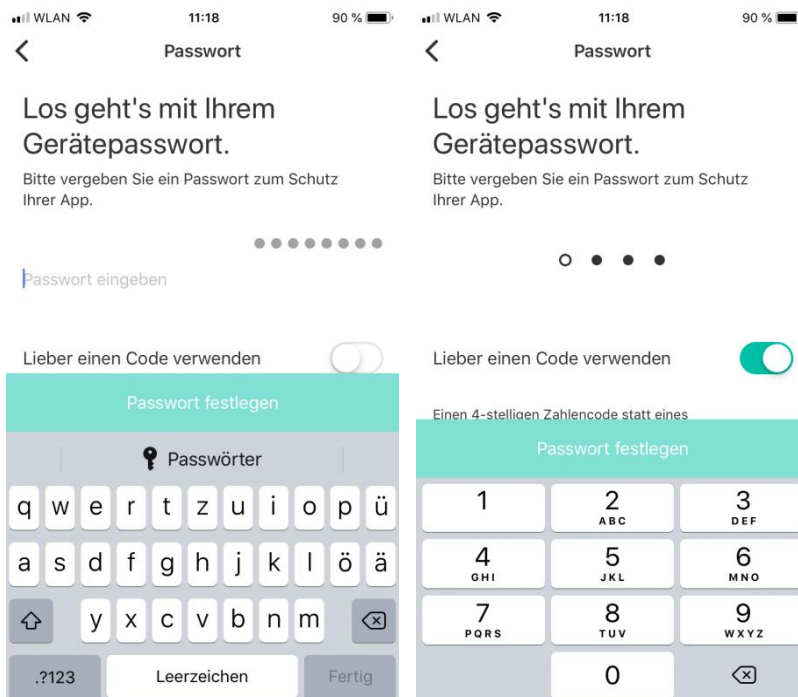 WLAN 11:18 90 %
Passwort
Los geht's mit Ihrem
Gerätepasswort.
Bitte vergeben Sie ein Passwort zum Schutz
Ihrer App.
Passwort eingeben
Lieber einen Code verwenden
Passwort festlegen
Passwörter
q w e r t z u i o p ü
a s d f g h j k l ö ä
y x c v b n m
.?123 Leerzeichen Fertig
WLAN 11:18 90 %
Passwort
Los geht's mit Ihrem
Gerätepasswort.
Bitte vergeben Sie ein Passwort zum Schutz
Ihrer App.
Lieber einen Code verwenden
Einen 4-stelligen Zahlencode statt eines
Passwort festlegen
1 2 3
ABC DEF
4 5 6
GHI JKL MNO
7 8 9
PQRS TUV WXYZ
0